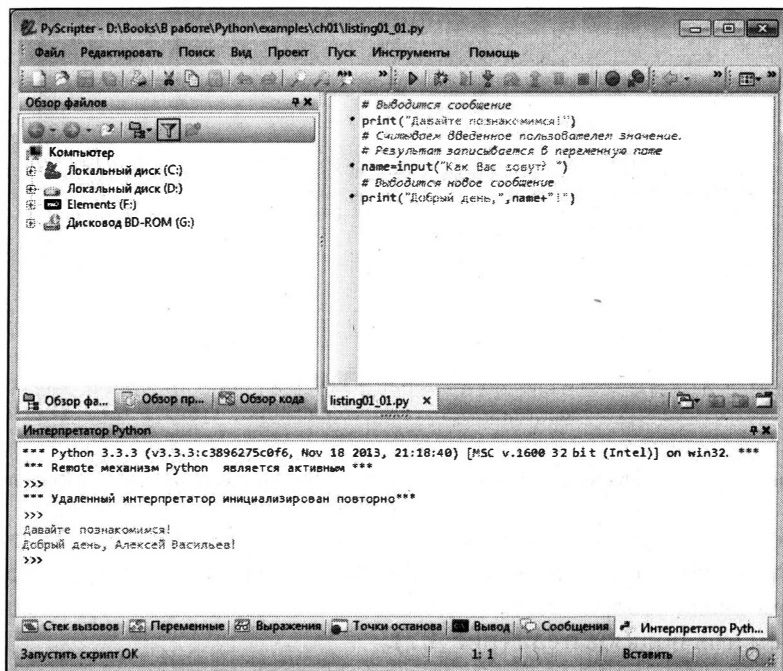 PyScripter - D:\Books\В работе\Python\examples\ch01\listing01_01.py
Файл Редактировать Поиск Вид Проект Пуск Инструменты Помощь
Обзор файлов
Компьютер
Локальный диск (C:)
Локальный диск (D:)
Elements (F:)
Дисковод BD-ROM (G:)
Обзор фа... Обзор пр... Обзор кода
# Выводится сообщение
print("Давайте познакомимся!")
# Считываем введенное пользователем значение.
# Результат записывается в переменную name
name=input("Как Вас зовут? ")
# Выводится новое сообщение
print("Добрый день,",name+"!")
listing01_01.py x
Интерпретатор Python
*** Python 3.3.3 (v3.3.3:c3896275c0f6, Nov 18 2013, 21:18:40) [MSC v.1600 32 bit (Intel)] on win32. ***
*** Remote механизм Python является активным ***
>>>
*** Удаленный интерпретатор инициализирован повторно***
>>>
Давайте познакомимся!
Добрый день, Алексей Васильев!
>>>
Стек вызовов Переменные Выражения Точки останова Вывод Сообщения Интерпретатор Pyth...
Запустить скрипт OK 1: 1 Вставить